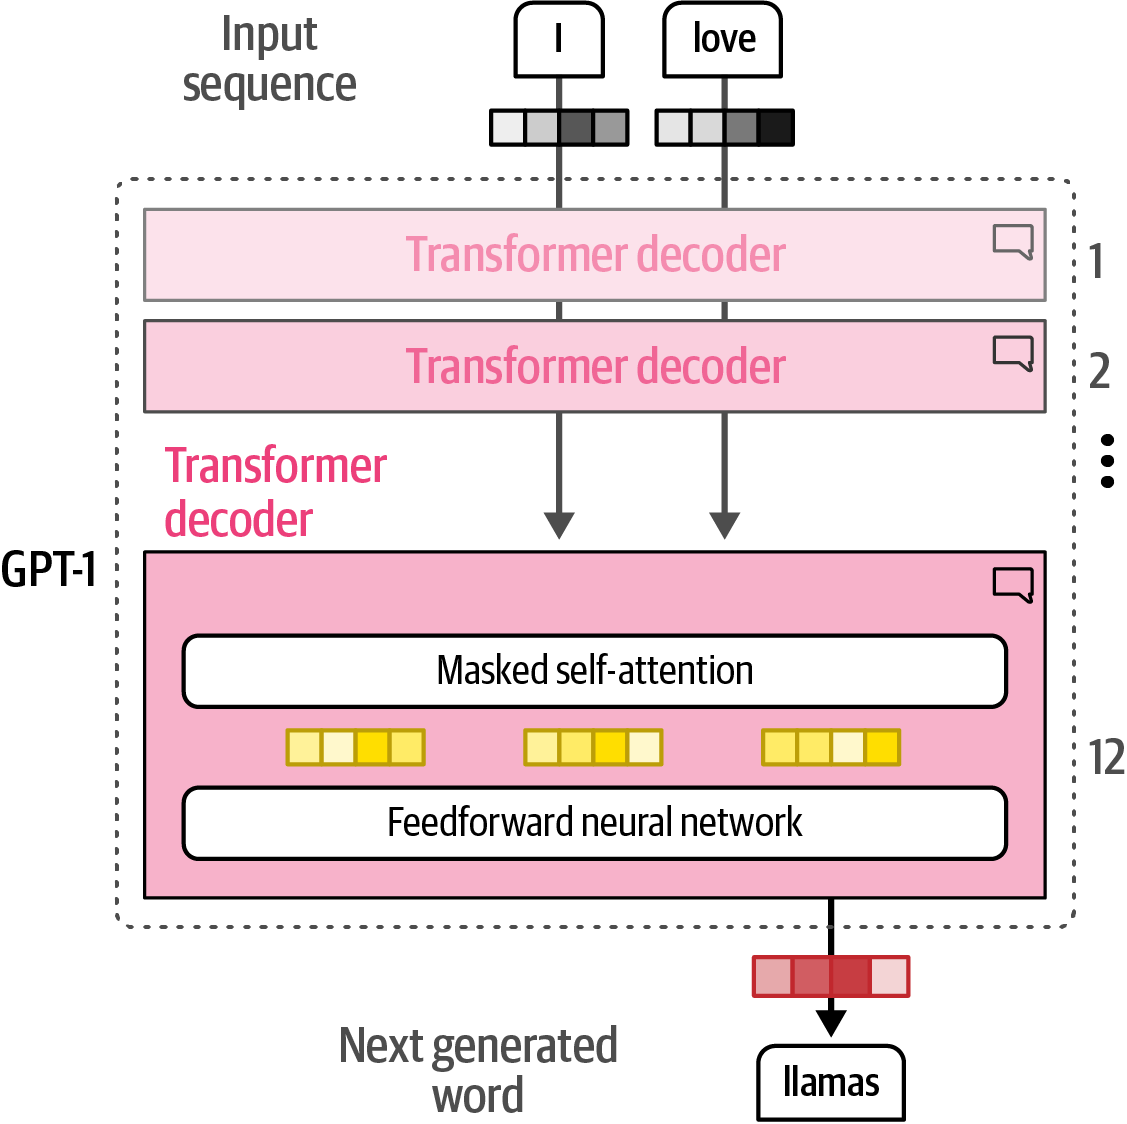 Input
sequence
I
love
Transformer decoder
1
Transformer decoder
2
Transformer
decoder
GPT-1
Masked self-attention
12
Feedforward neural network
Next generated
word
llamas